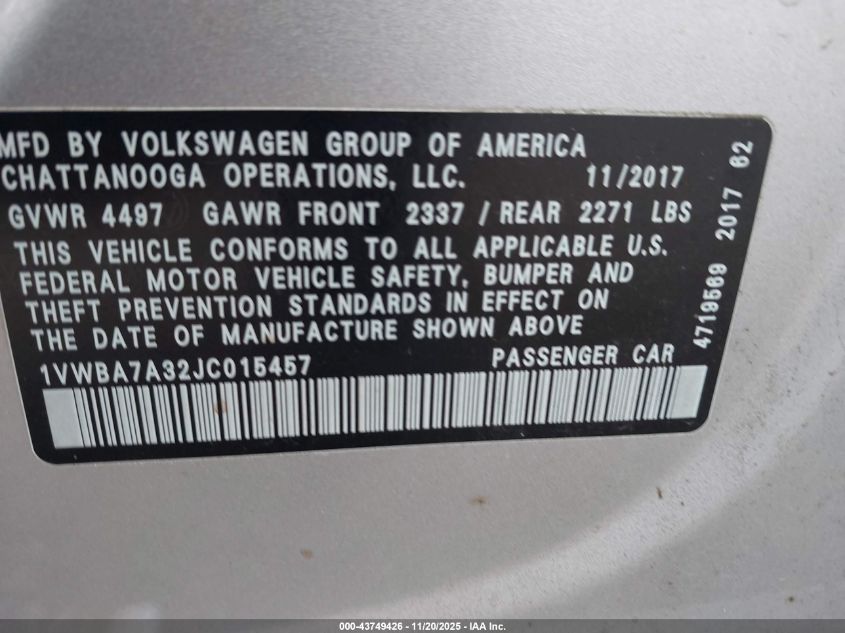 MFD BY VOLKSWAGEN GROUP OF AMERICA
CHATTANOOGA OPERATIONS, LLC. 11/2017
GVWR 4497 GAWR FRONT 2337 / REAR 2271 LBS
THIS VEHICLE CONFORMS TO ALL APPLICABLE U.S.
FEDERAL MOTOR VEHICLE SAFETY, BUMPER AND
THEFT PREVENTION STANDARDS IN EFFECT ON
THE DATE OF MANUFACTURE SHOWN ABOVE
1VWBA7A32JC015457 PASSENGER CAR
4719569 2017 62
000-43749426 - 11/20/2025 - IAA Inc.